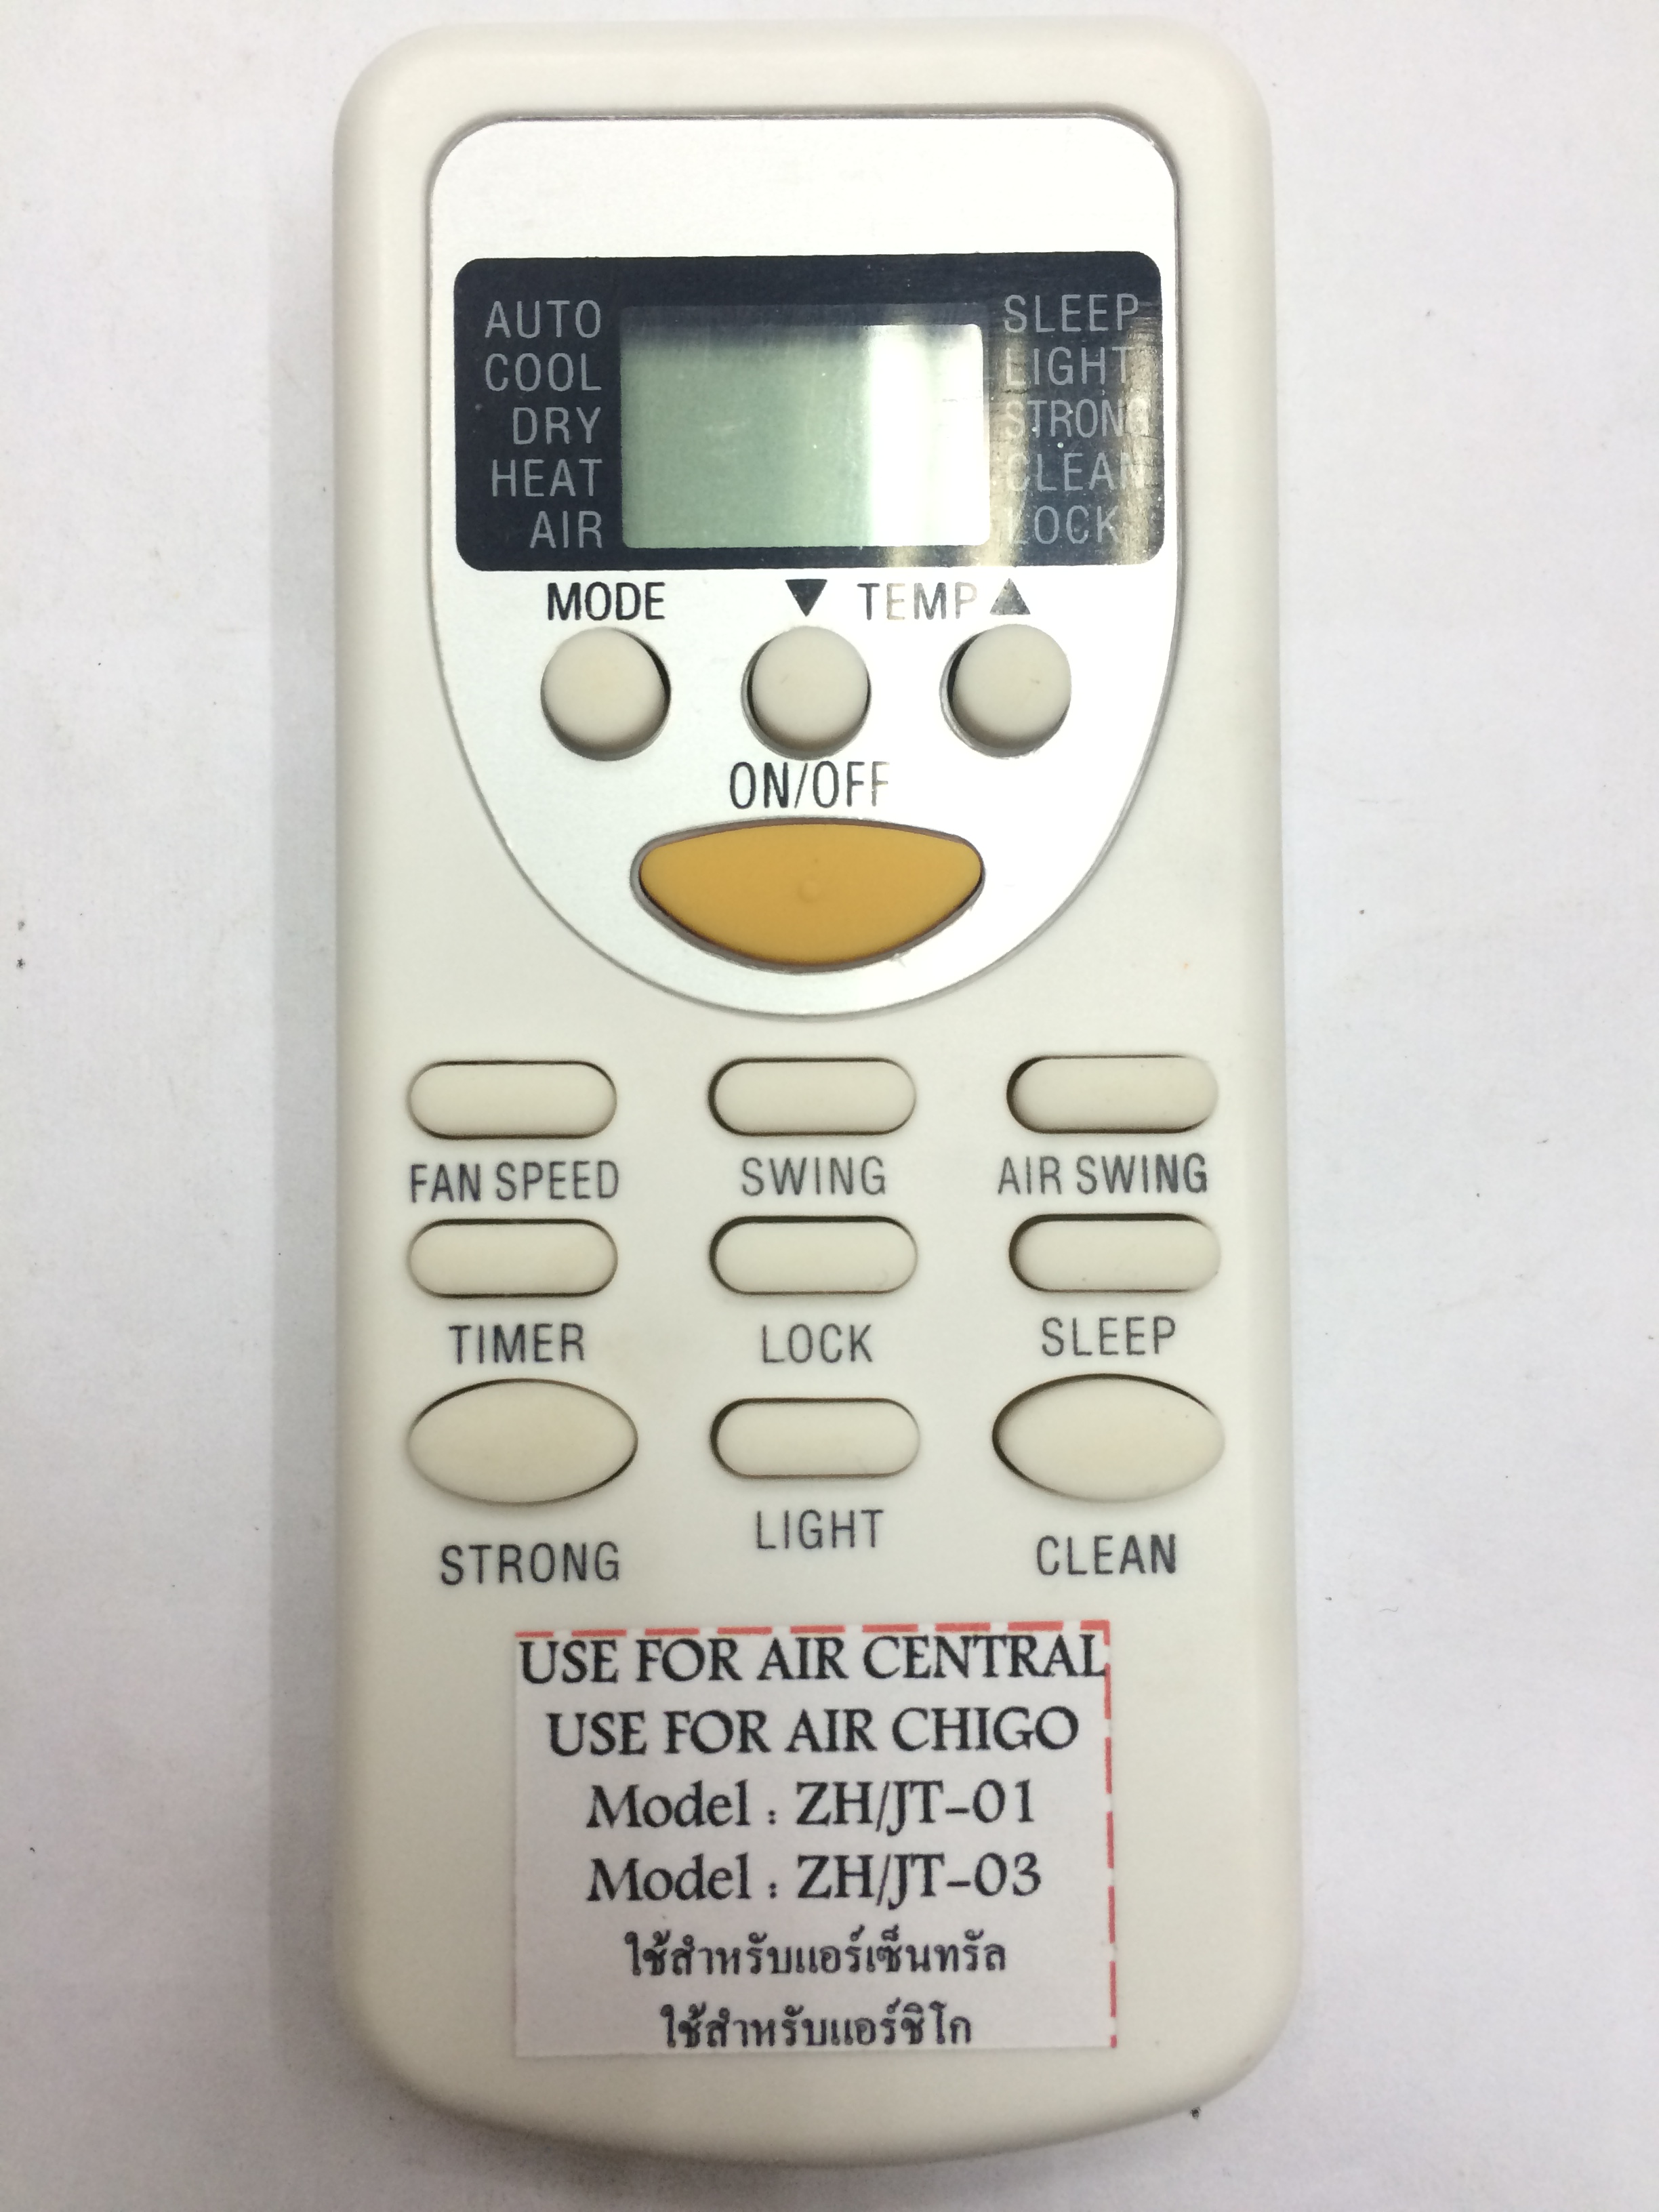 AUTO
COOL
DRY
HEAT
AIR
SLEEP
LIGHT
STRONG
CLEAN
LOCK
MODE ▼ TEMP ▲
ON/OFF
FAN SPEED SWING AIR SWING
TIMER LOCK SLEEP
STRONG LIGHT CLEAN
USE FOR AIR CENTRAL
USE FOR AIR CHIGO
Model : ZH/JT-01
Model : ZH/JT-03
ใช้สำหรับแอร์เซ็นทรัล
ใช้สำหรับแอร์ชิโก